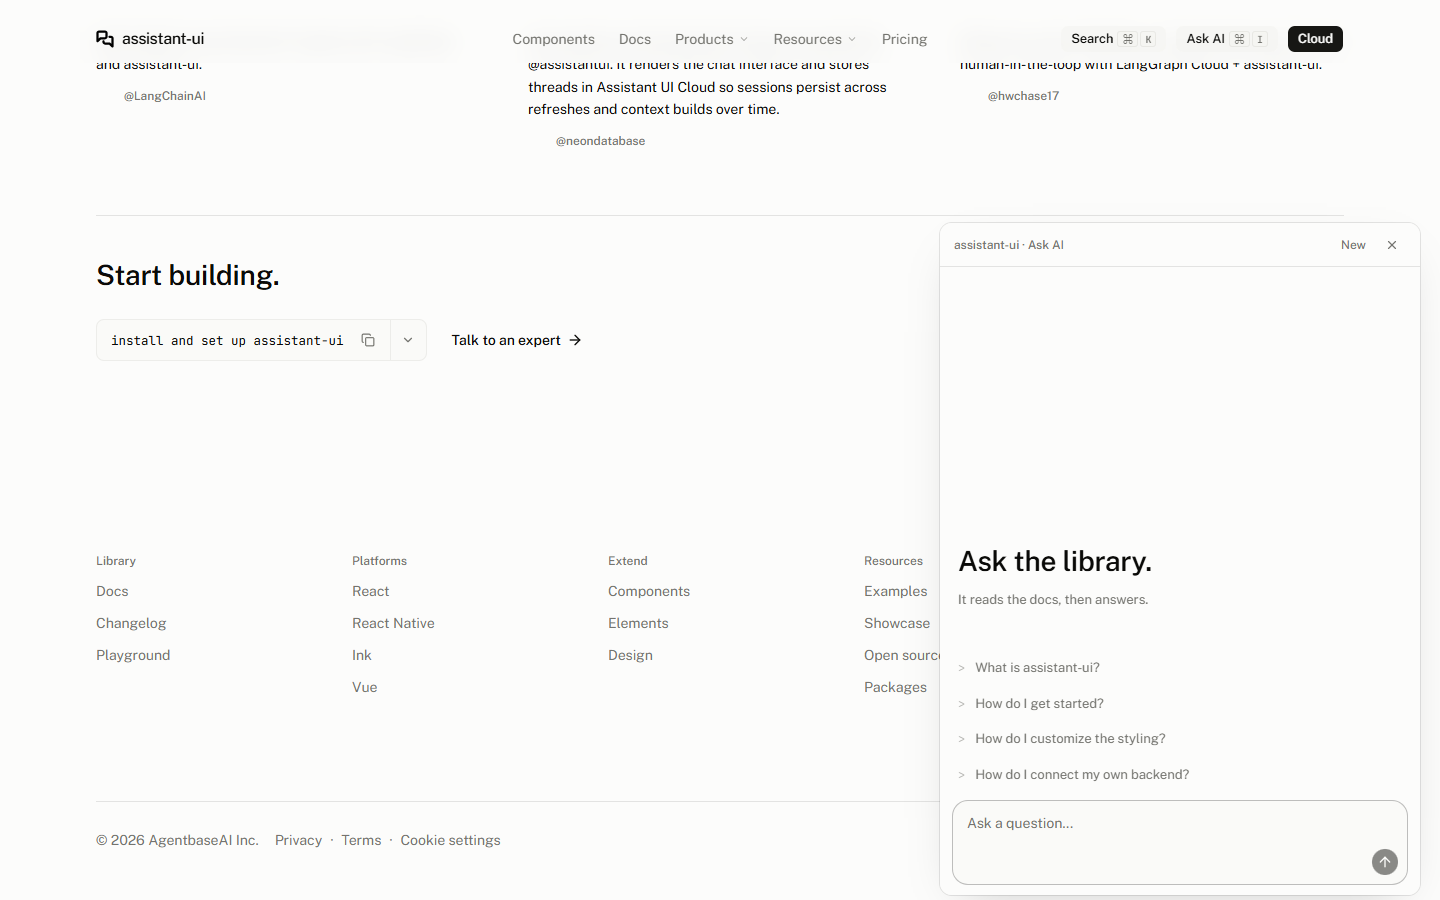 assistant-ui
Components
Docs
Products
Resources
Pricing
Search ⌘ K
Ask AI ⌘ I
Cloud
and assistant-ui.
@LangChainAI
@assistantui. It renders the chat interface and stores
threads in Assistant UI Cloud so sessions persist across
refreshes and context builds over time.
@neondatabase
human-in-the-loop with LangGraph Cloud + assistant-ui.
@hwchase17
Start building.
install and set up assistant-ui
Talk to an expert →
Library
Docs
Changelog
Playground
Platforms
React
React Native
Ink
Vue
Extend
Components
Elements
Design
Resources
Examples
Showcase
Open source
Packages
© 2026 AgentbaseAI Inc. Privacy · Terms · Cookie settings
assistant-ui · Ask AI
New
Ask the library.
It reads the docs, then answers.
> What is assistant-ui?
> How do I get started?
> How do I customize the styling?
> How do I connect my own backend?
Ask a question...